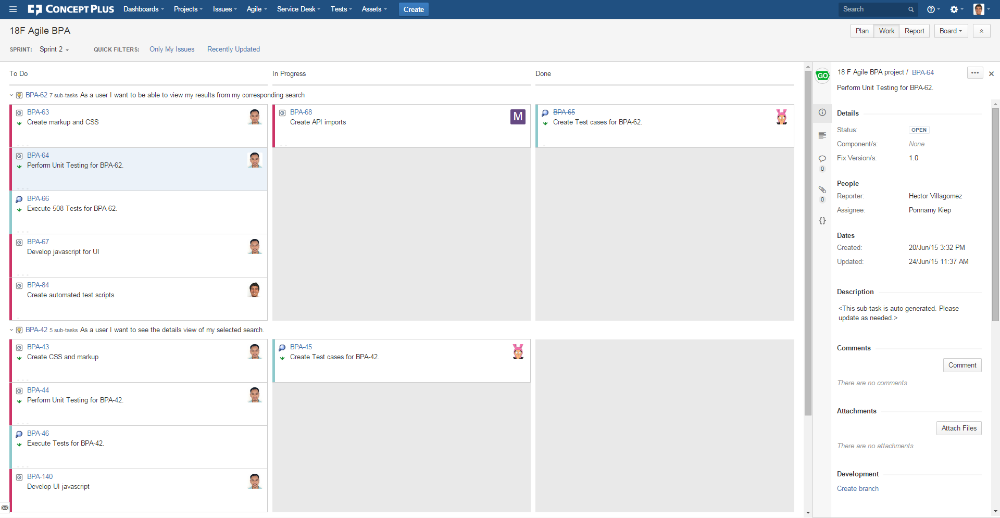 CONCEPT PLUS Dashboards Projects Issues Agile Service Desk Tests Assets Create Search
18F Agile BPA
Plan Work Report Board
SPRINT: Sprint 2 QUICK FILTERS: Only My Issues Recently Updated
To Do In Progress Done
BPA-62 7 sub-tasks As a user I want to be able to view my results from my corresponding search
BPA-63
Create markup and CSS
BPA-68
Create API imports
M
BPA-65
Create Test cases for BPA-62.
BPA-64
Perform Unit Testing for BPA-62.
BPA-66
Execute 508 Tests for BPA-62.
BPA-67
Develop javascript for UI
BPA-84
Create automated test scripts
BPA-42 5 sub-tasks As a user I want to see the details view of my selected search.
BPA-43
Create CSS and markup
BPA-45
Create Test cases for BPA-42.
BPA-44
Perform Unit Testing for BPA-42.
BPA-46
Execute Tests for BPA-42.
BPA-140
Develop UI javascript
GO
18 F Agile BPA project / BPA-64
Perform Unit Testing for BPA-62.
Details
Status: OPEN
Component/s: None
Fix Version/s: 1.0
0
People
Reporter: Hector Villagomez
0
Assignee: Ponnamy Kiep
{}
Dates
Created: 20/Jun/15 3:32 PM
Updated: 24/Jun/15 11:37 AM
Description
<This sub-task is auto generated. Please
update as needed.>
Comments
Comment
There are no comments
Attachments
Attach Files
There are no attachments
Development
Create branch